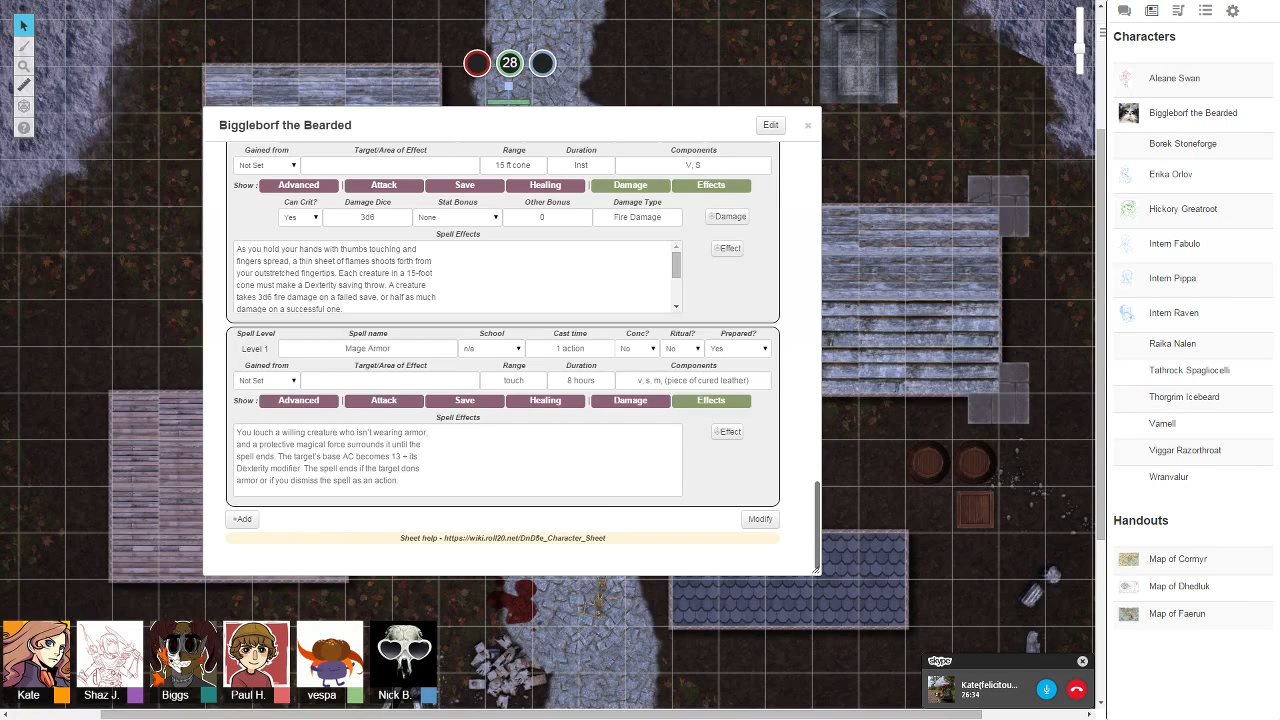 28
Characters
Aleane Swan
Biggleborf the Bearded
Borek Stoneforge
Erika Orlov
Hickory Greatroot
Intern Fabulo
Intern Pippa
Intern Raven
Raika Nalen
Tathrock Spagliocelli
Thorgrim Icebeard
Vamell
Viggar Razorthroat
Wranvalur
Handouts
Map of Cormyr
Map of Dhedluk
Map of Faerun
Biggleborf the Bearded
Edit
×
Gained from Target/Area of Effect Range Duration Components
Not Set 15 ft cone Inst V, S
Show : Advanced | Attack Save Healing | Damage Effects
Can Crit? Damage Dice Stat Bonus Other Bonus Damage Type
Yes 3d6 None 0 Fire Damage +Damage
Spell Effects
As you hold your hands with thumbs touching and
fingers spread, a thin sheet of flames shoots forth from
your outstretched fingertips. Each creature in a 15-foot
cone must make a Dexterity saving throw. A creature
takes 3d6 fire damage on a failed save, or half as much
damage on a successful one.
+Effect
Spell Level Spell name School Cast time Conc? Ritual? Prepared?
Level 1 Mage Armor n/a 1 action No No Yes
Gained from Target/Area of Effect Range Duration Components
Not Set touch 8 hours v, s, m, (piece of cured leather)
Show : Advanced | Attack Save Healing | Damage Effects
Spell Effects
You touch a willing creature who isn't wearing armor,
and a protective magical force surrounds it until the
spell ends. The target's base AC becomes 13 + its
Dexterity modifier. The spell ends if the target dons
armor or if you dismiss the spell as an action.
+Effect
+Add Modify
Sheet help - https://wiki.roll20.net/DnD5e_Character_Sheet
Kate
Shaz J.
Biggs
Paul H.
vespa
Nick B.
skype
Kate(felicitou...
26:34